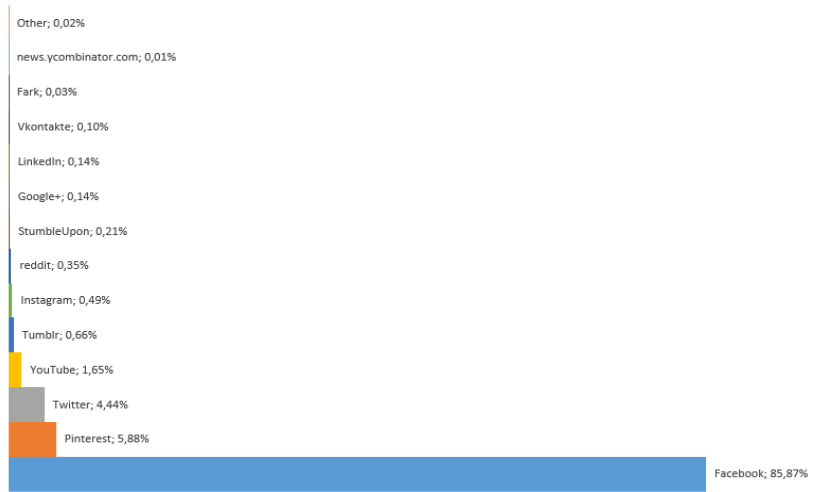 Other; 0,02%
news.ycombinator.com; 0,01%
Fark; 0,03%
Vkontakte; 0,10%
LinkedIn; 0,14%
Google+; 0,14%
StumbleUpon; 0,21%
reddit; 0,35%
Instagram; 0,49%
Tumblr; 0,66%
YouTube; 1,65%
Twitter; 4,44%
Pinterest; 5,88%
Facebook; 85,87%